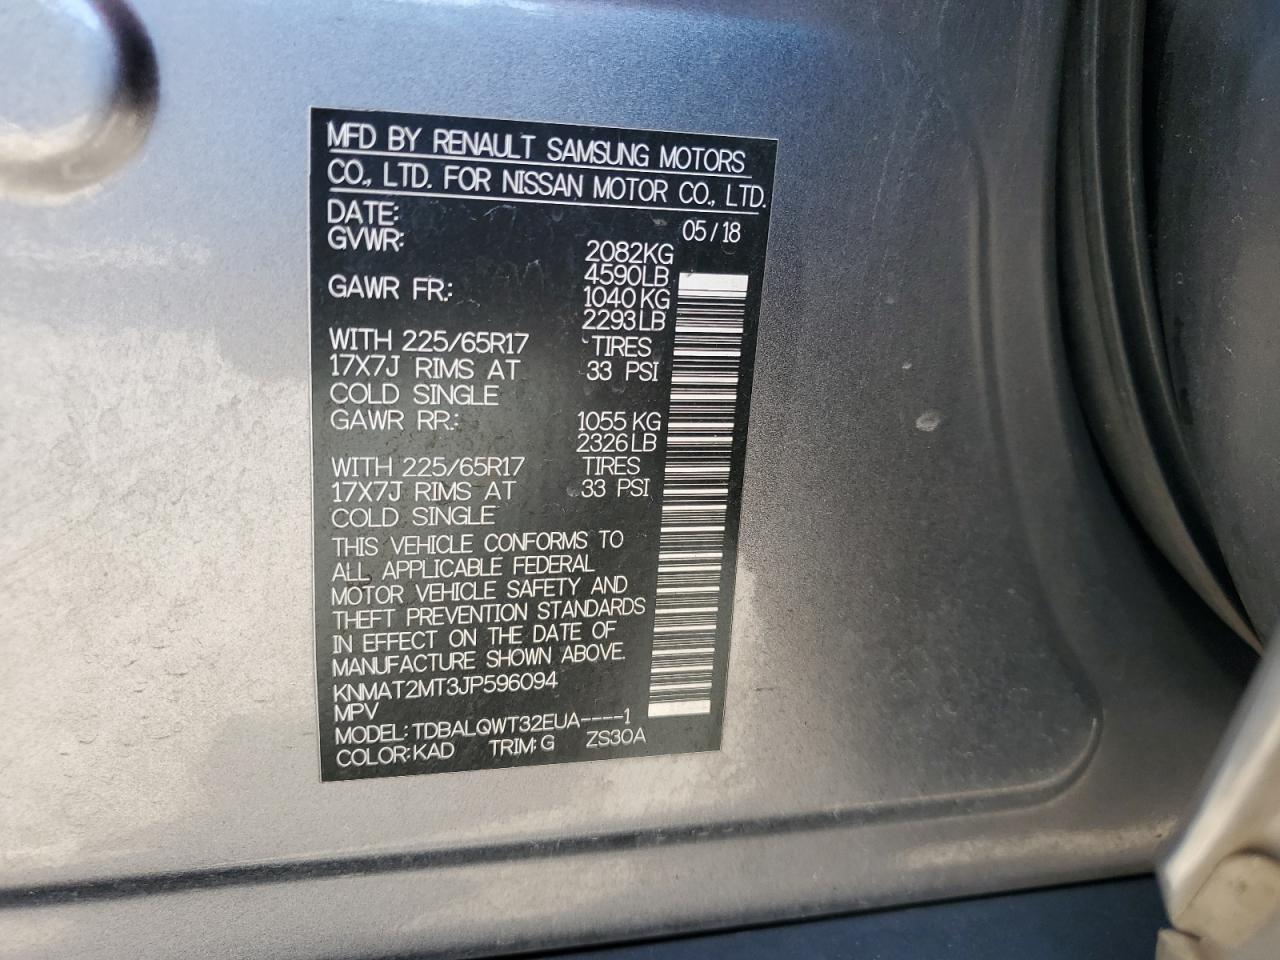 MFD BY RENAULT SAMSUNG MOTORS
CO., LTD. FOR NISSAN MOTOR CO., LTD.
DATE: 05/18
GVWR: 2082KG
4590LB
GAWR FR.: 1040KG
2293LB
WITH 225/65R17 TIRES
17X7J RIMS AT 33 PSI
COLD SINGLE
GAWR RR.: 1055KG
2326LB
WITH 225/65R17 TIRES
17X7J RIMS AT 33 PSI
COLD SINGLE
THIS VEHICLE CONFORMS TO
ALL APPLICABLE FEDERAL
MOTOR VEHICLE SAFETY AND
THEFT PREVENTION STANDARDS
IN EFFECT ON THE DATE OF
MANUFACTURE SHOWN ABOVE.
KNMAT2MT3JP596094
MPV
MODEL:TDBALQWT32EUA----1
COLOR:KAD TRIM:G ZS30A